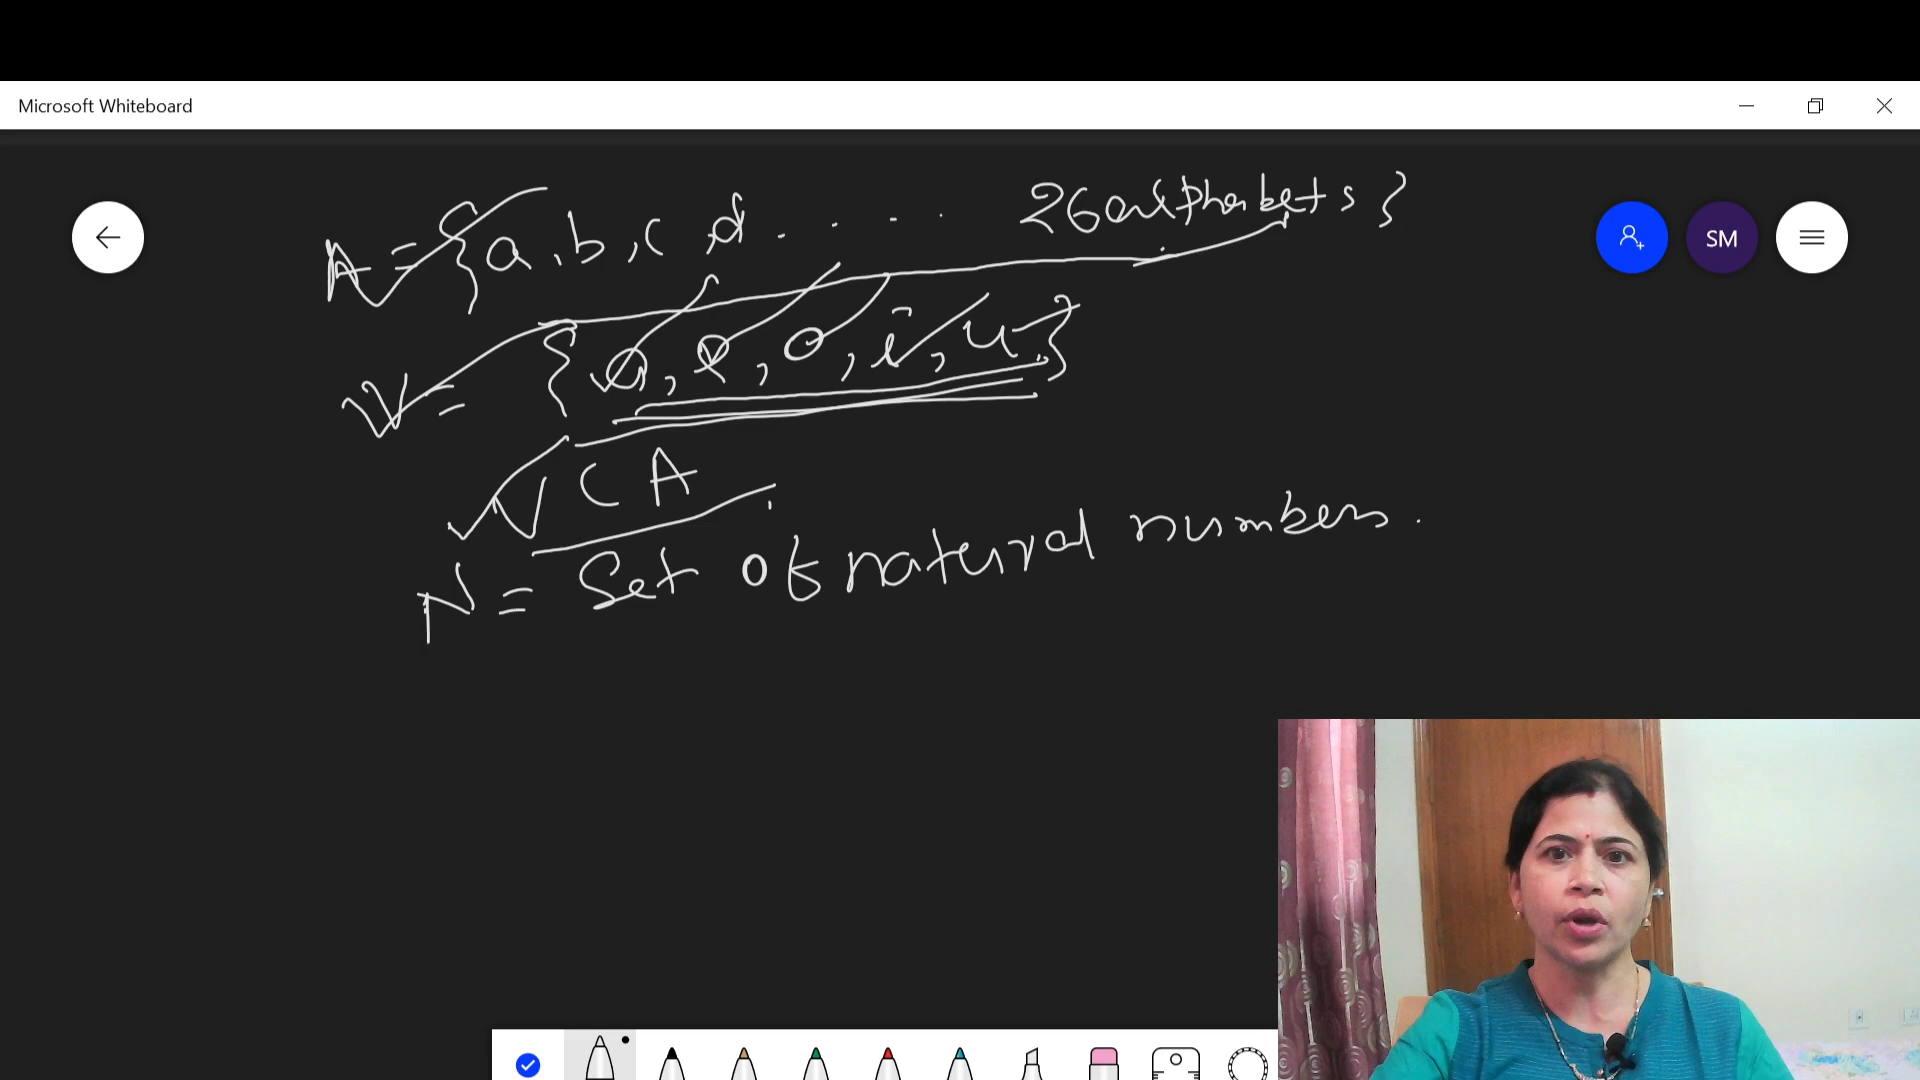 Microsoft Whiteboard
A = {a, b, c, d . . . . 26 alphabets }
SM
V = {a, e, o, i, u}
V ⊂ A
N = Set of natural numbers.